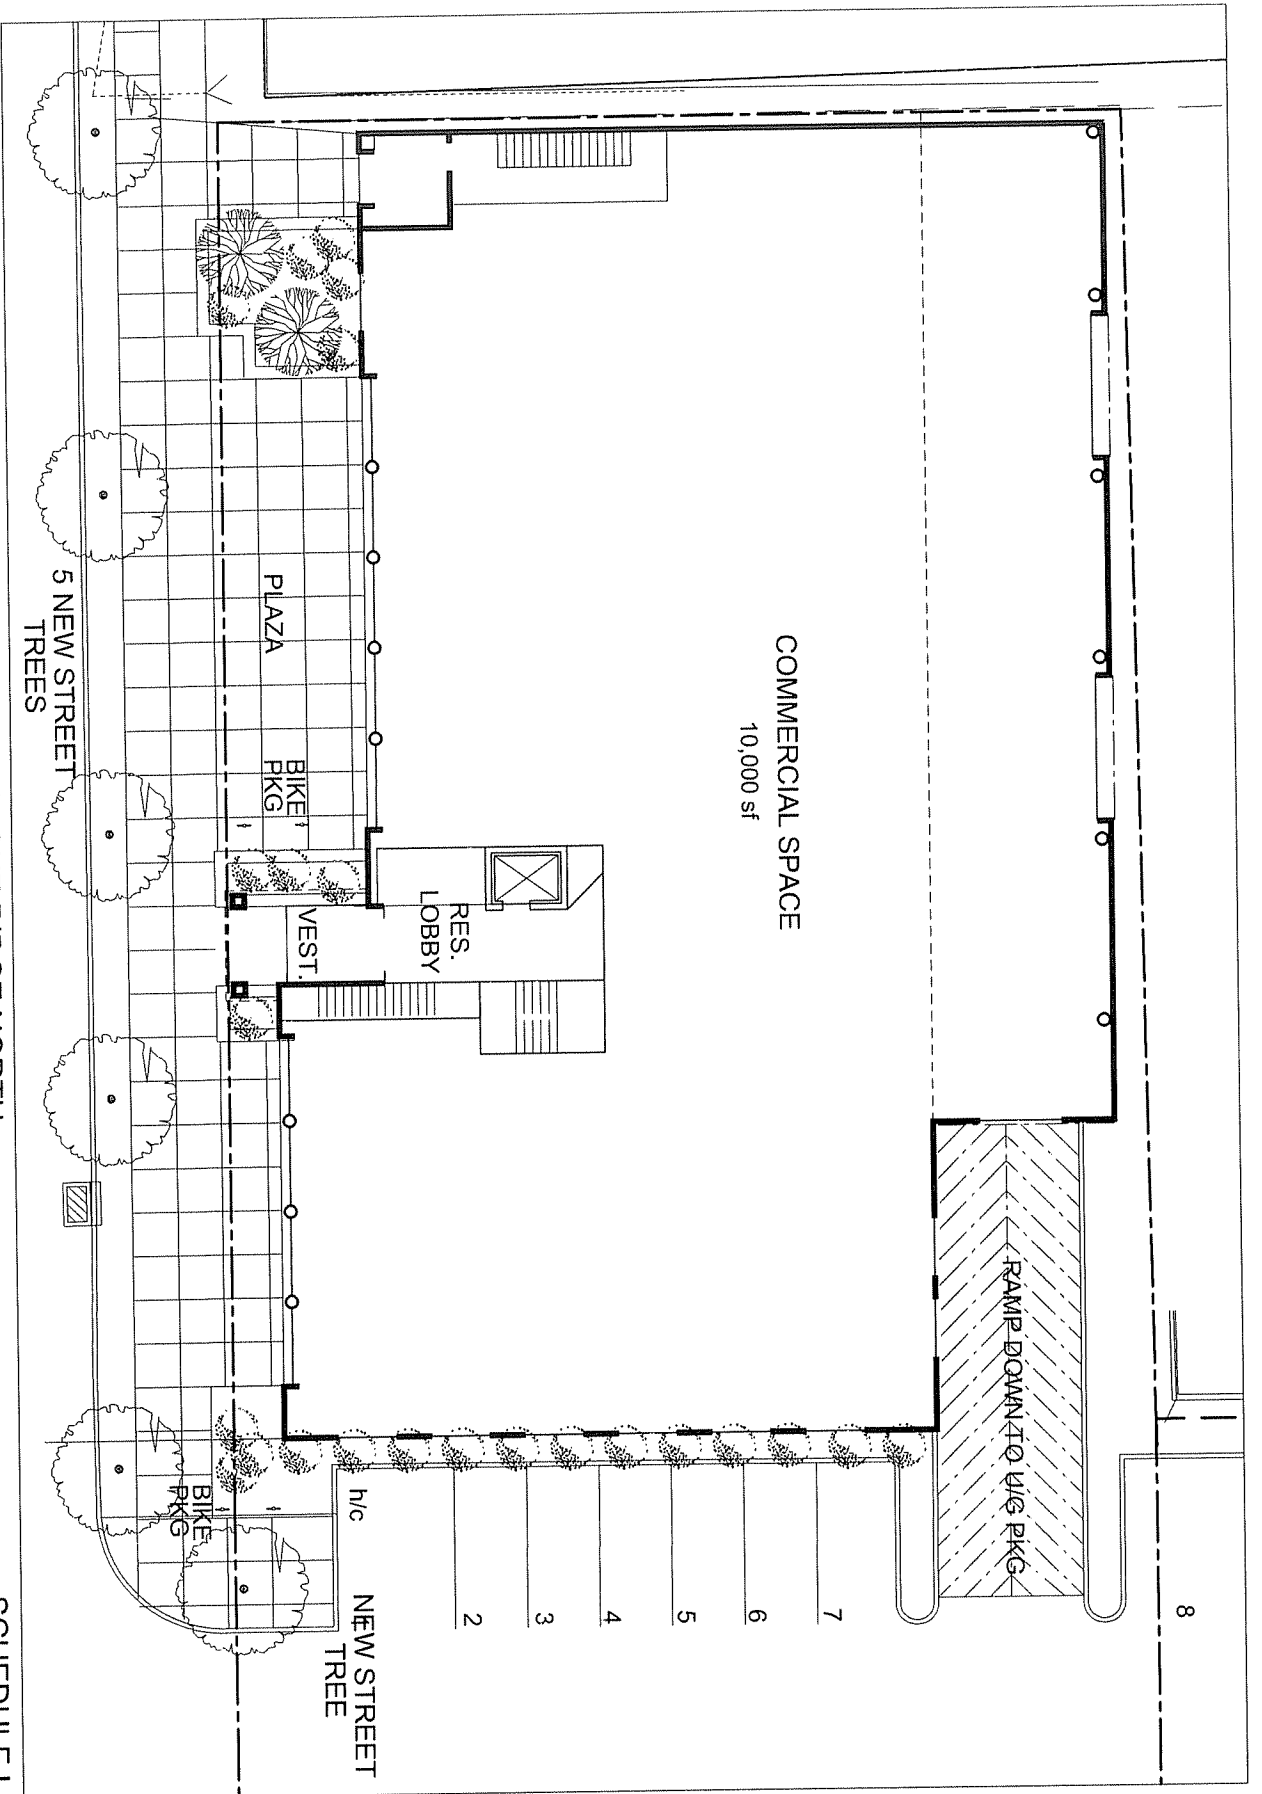 COMMERCIAL SPACE
10,000 sf
RAMP DOWN TO U/G PKG
8
7
6
5
4
3
2
h/c
NEW STREET
TREE
RES.
LOBBY
VEST.
PLAZA
BIKE
PKG
BIKE
PKG
5 NEW STREET
TREES